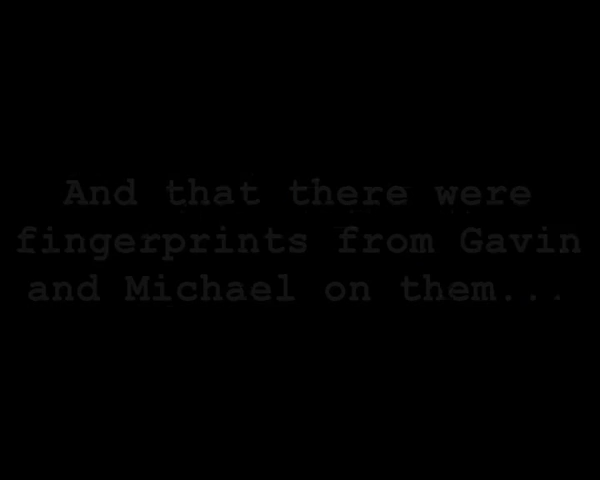 And that there were
fingerprints from Gavin
and Michael on them...